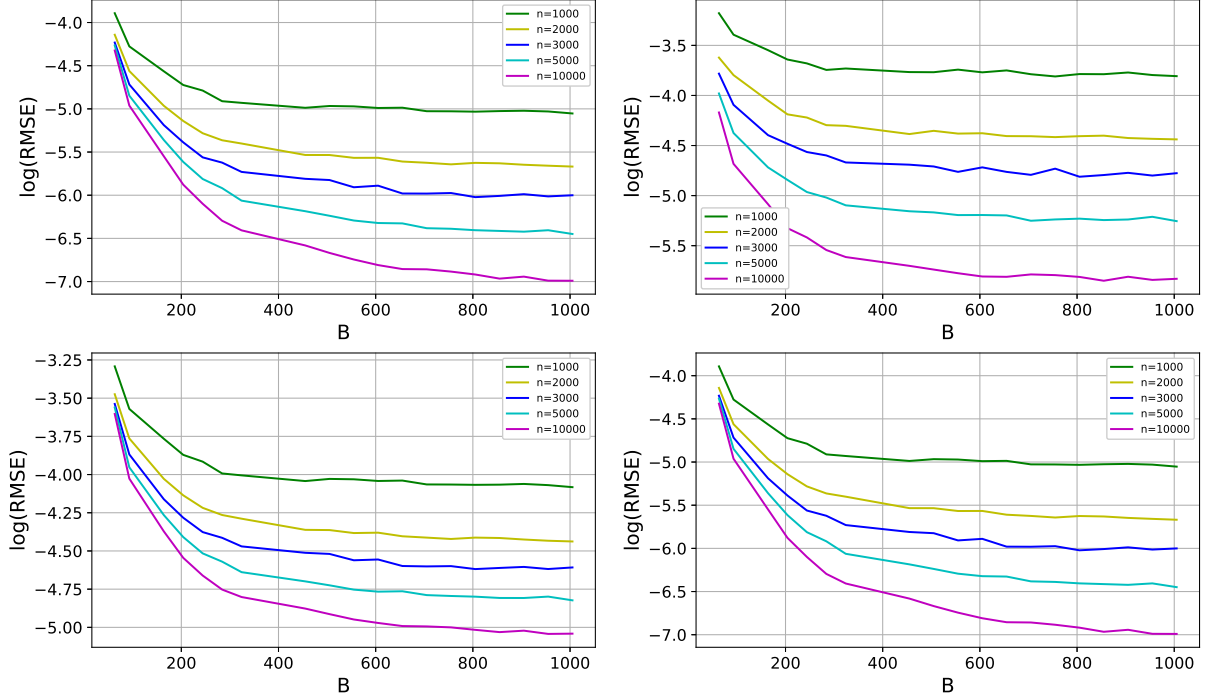 log(RMSE)
−4.0
−4.5
−5.0
−5.5
−6.0
−6.5
−7.0
n=1000
n=2000
n=3000
n=5000
n=10000
200 400 600 800 1000
B
log(RMSE)
−3.5
−4.0
−4.5
−5.0
−5.5
n=1000
n=2000
n=3000
n=5000
n=10000
200 400 600 800 1000
B
log(RMSE)
−3.25
−3.50
−3.75
−4.00
−4.25
−4.50
−4.75
−5.00
n=1000
n=2000
n=3000
n=5000
n=10000
200 400 600 800 1000
B
log(RMSE)
−4.0
−4.5
−5.0
−5.5
−6.0
−6.5
−7.0
n=1000
n=2000
n=3000
n=5000
n=10000
200 400 600 800 1000
B